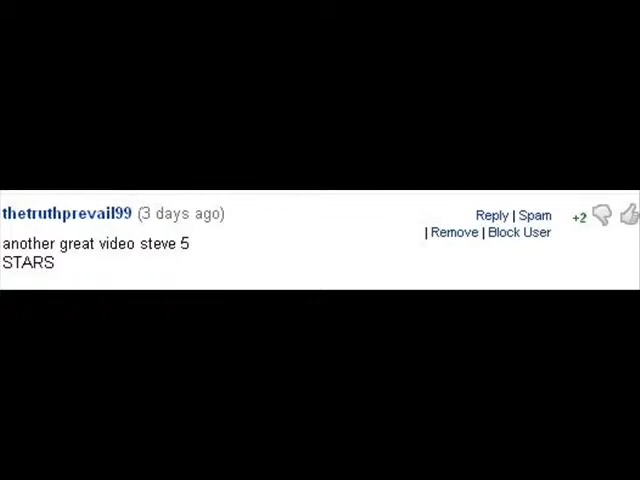 thetruthprevail99 (3 days ago)
Reply | Spam
+2
| Remove | Block User
another great video steve 5
STARS